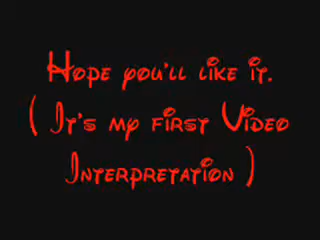 Hope you'll like it.
( It's my first Video
Interpretation )